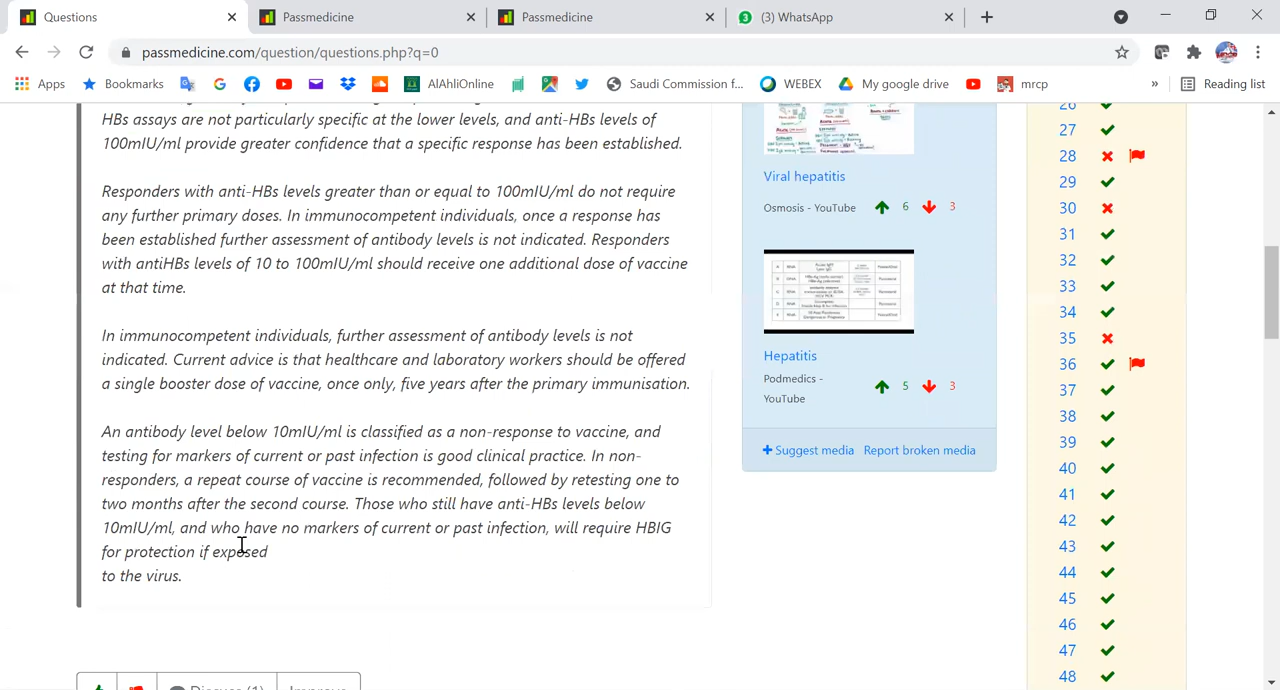 Questions
Passmedicine
Passmedicine
(3) WhatsApp
passmedicine.com/question/questions.php?q=0
Apps
Bookmarks
AlAhliOnline
Saudi Commission f...
WEBEX
My google drive
mrcp
»
Reading list
HBsssays are not particularly specific at the lower levels, and anti-HBs levels of
100mIU/ml provide greater confidence that a specific response has been established.
Responders with anti-HBs levels greater than or equal to 100mIU/ml do not require
any further primary doses. In immunocompetent individuals, once a response has
been established further assessment of antibody levels is not indicated. Responders
with antiHBs levels of 10 to 100mIU/ml should receive one additional dose of vaccine
at that time.
In immunocompetent individuals, further assessment of antibody levels is not
indicated. Current advice is that healthcare and laboratory workers should be offered
a single booster dose of vaccine, once only, five years after the primary immunisation.
An antibody level below 10mIU/ml is classified as a non-response to vaccine, and
testing for markers of current or past infection is good clinical practice. In non-
responders, a repeat course of vaccine is recommended, followed by retesting one to
two months after the second course. Those who still have anti-HBs levels below
10mIU/ml, and who have no markers of current or past infection, will require HBIG
for protection if exposed
to the virus.
Discuss (1)
Improve
Viral hepatitis
Osmosis - YouTube 6 3
Hepatitis
Podmedics -
YouTube 5 3
Suggest media Report broken media
26
27
28
29
30
31
32
33
34
35
36
37
38
39
40
41
42
43
44
45
46
47
48